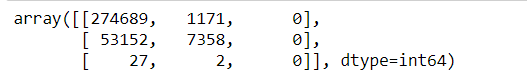 array([[274689, 1171, 0],
[ 53152, 7358, 0],
[ 27, 2, 0]], dtype=int64)